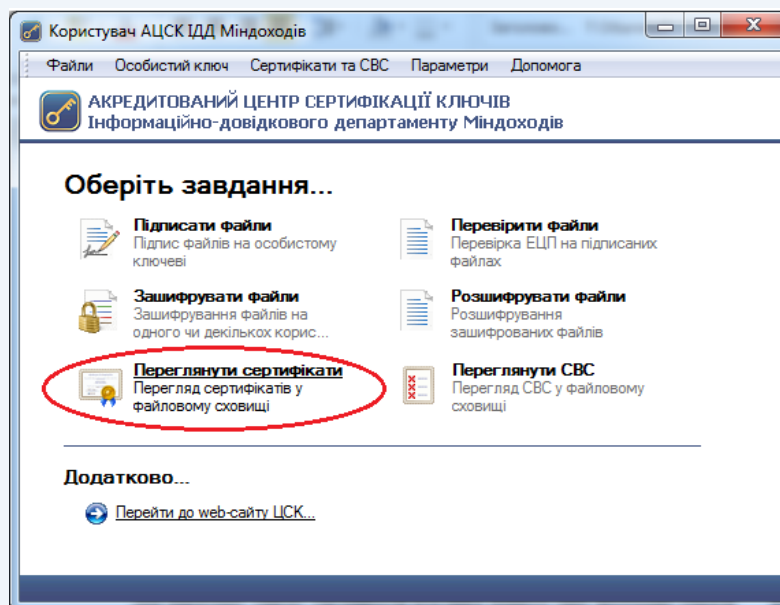 Користувач АЦСК ІДД Міндоходів
Файли Особистий ключ Сертифікати та СВС Параметри Допомога
АКРЕДИТОВАНИЙ ЦЕНТР СЕРТИФІКАЦІЇ КЛЮЧІВ
Інформаційно-довідкового департаменту Міндоходів
Оберіть завдання...
Підписати файли
Підпис файлів на особистому
ключеві
Перевірити файли
Перевірка ЕЦП на підписаних
файлах
Зашифрувати файли
Зашифрування файлів на
одного чи декількох корис...
Розшифрувати файли
Розшифрування
зашифрованих файлів
Переглянути сертифікати
Перегляд сертифікатів у
файловому сховищі
Переглянути СВС
Перегляд СВС у файловому
сховищі
Додатково...
Перейти до web-сайту ЦСК...